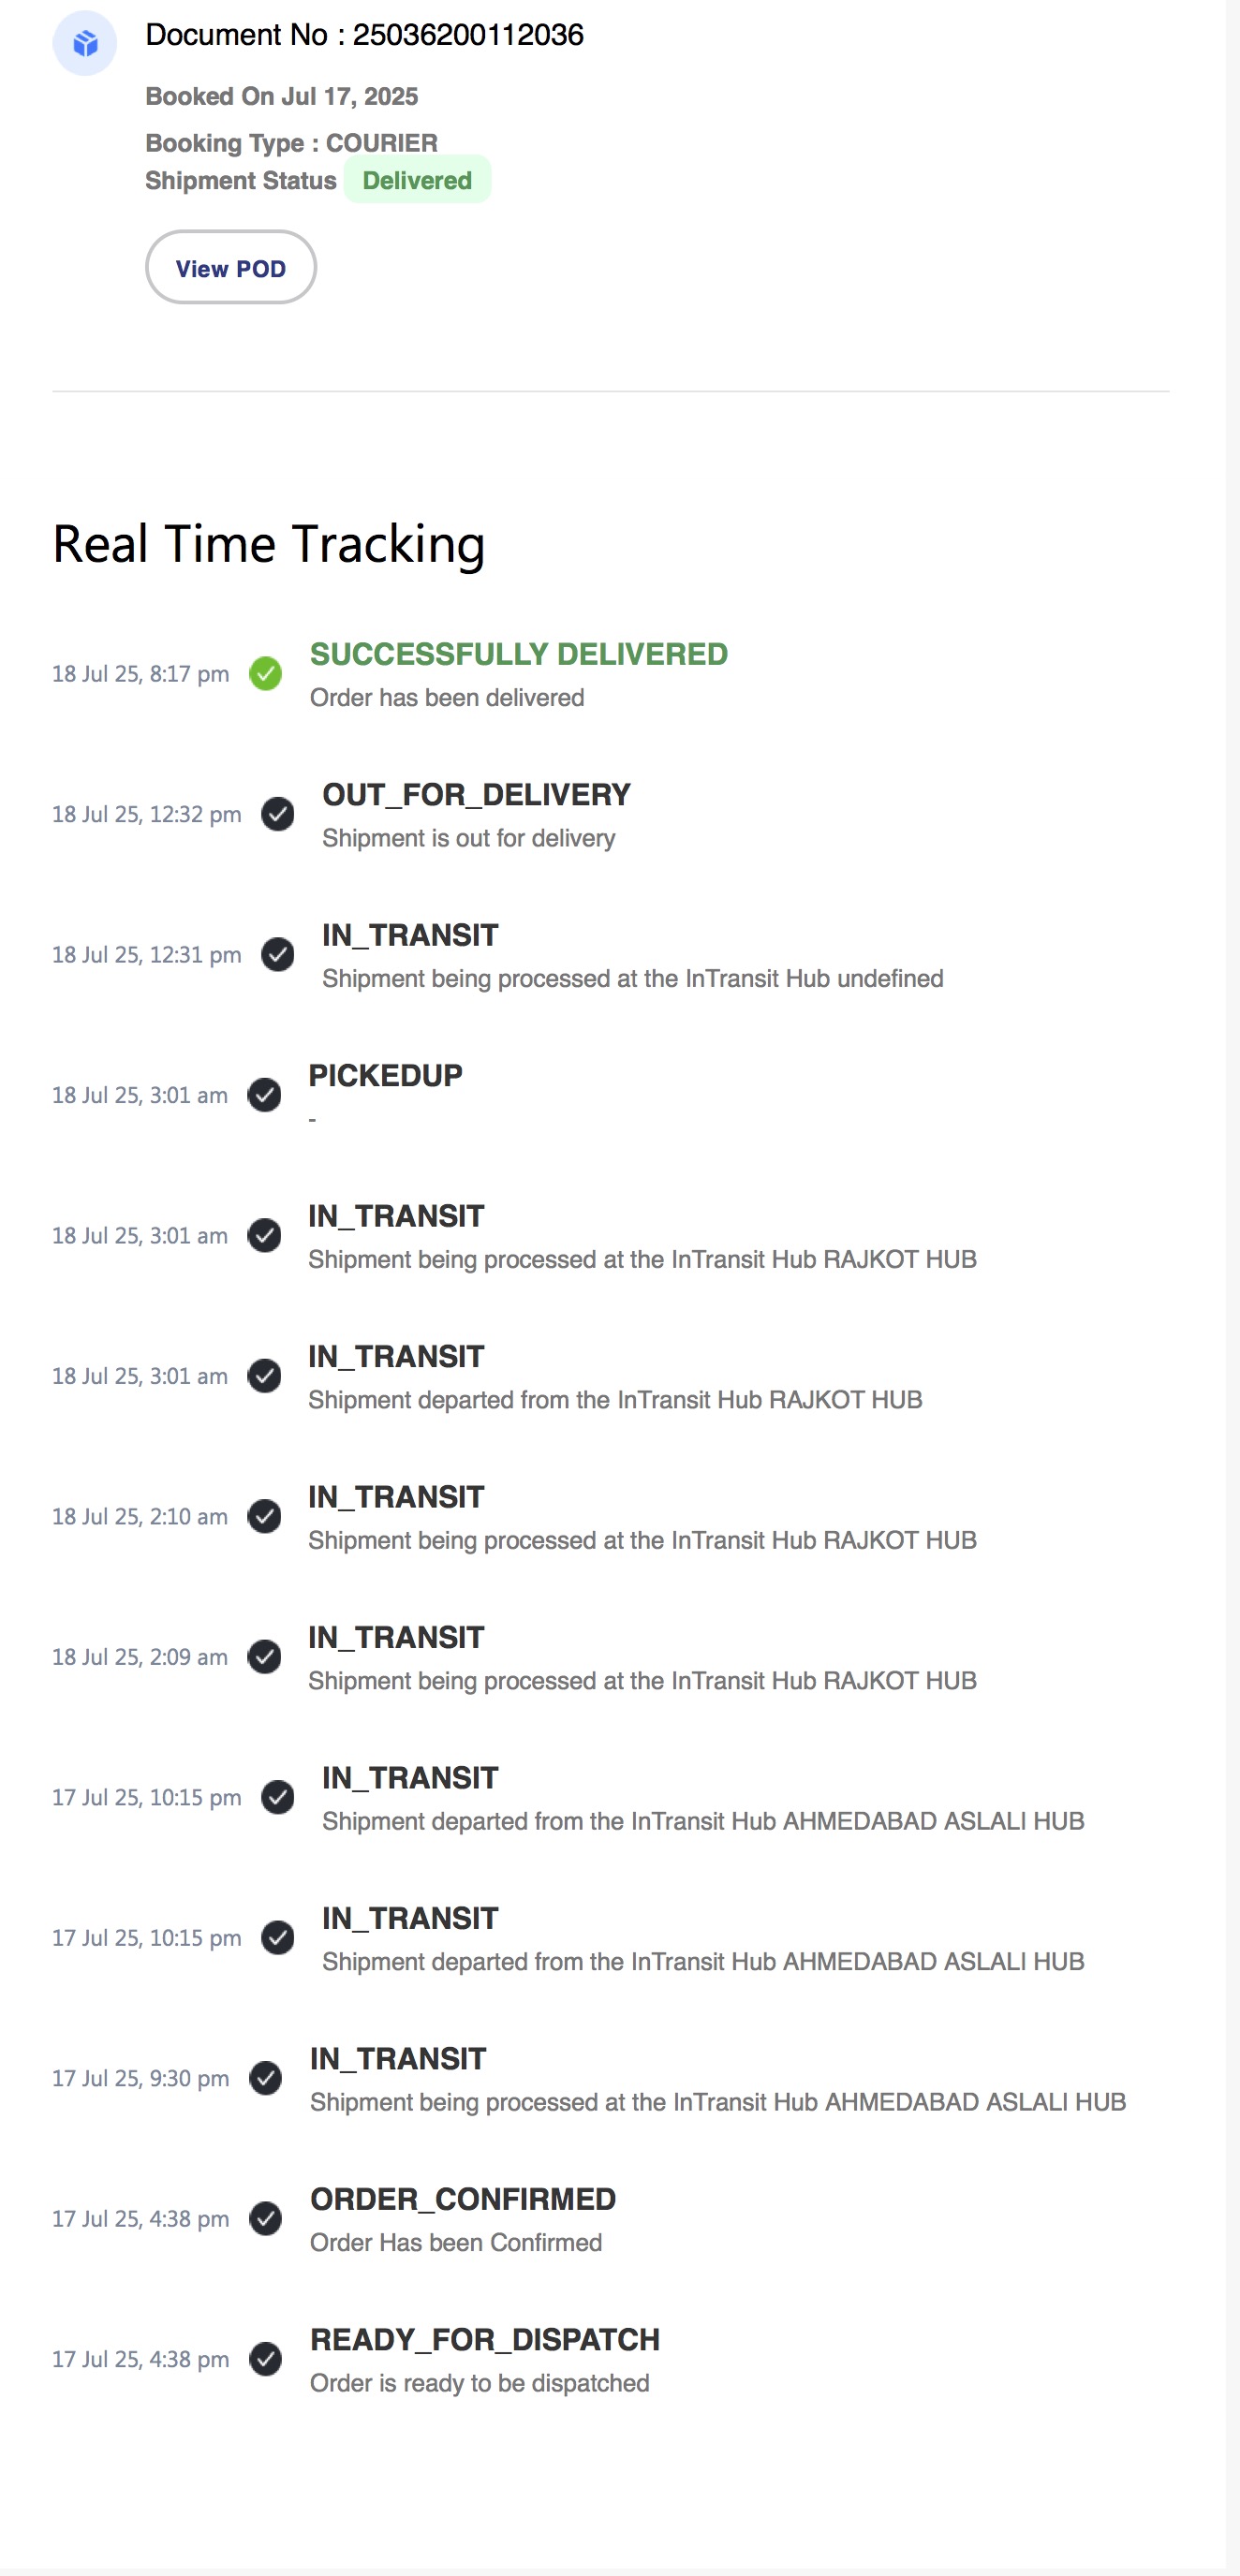 Document No : 25036200112036
Booked On Jul 17, 2025
Booking Type : COURIER
Shipment Status Delivered
View POD
Real Time Tracking
18 Jul 25, 8:17 pm
SUCCESSFULLY DELIVERED
Order has been delivered
18 Jul 25, 12:32 pm
OUT_FOR_DELIVERY
Shipment is out for delivery
18 Jul 25, 12:31 pm
IN_TRANSIT
Shipment being processed at the InTransit Hub undefined
18 Jul 25, 3:01 am
PICKEDUP
-
18 Jul 25, 3:01 am
IN_TRANSIT
Shipment being processed at the InTransit Hub RAJKOT HUB
18 Jul 25, 3:01 am
IN_TRANSIT
Shipment departed from the InTransit Hub RAJKOT HUB
18 Jul 25, 2:10 am
IN_TRANSIT
Shipment being processed at the InTransit Hub RAJKOT HUB
18 Jul 25, 2:09 am
IN_TRANSIT
Shipment being processed at the InTransit Hub RAJKOT HUB
17 Jul 25, 10:15 pm
IN_TRANSIT
Shipment departed from the InTransit Hub AHMEDABAD ASLALI HUB
17 Jul 25, 10:15 pm
IN_TRANSIT
Shipment departed from the InTransit Hub AHMEDABAD ASLALI HUB
17 Jul 25, 9:30 pm
IN_TRANSIT
Shipment being processed at the InTransit Hub AHMEDABAD ASLALI HUB
17 Jul 25, 4:38 pm
ORDER_CONFIRMED
Order Has been Confirmed
17 Jul 25, 4:38 pm
READY_FOR_DISPATCH
Order is ready to be dispatched